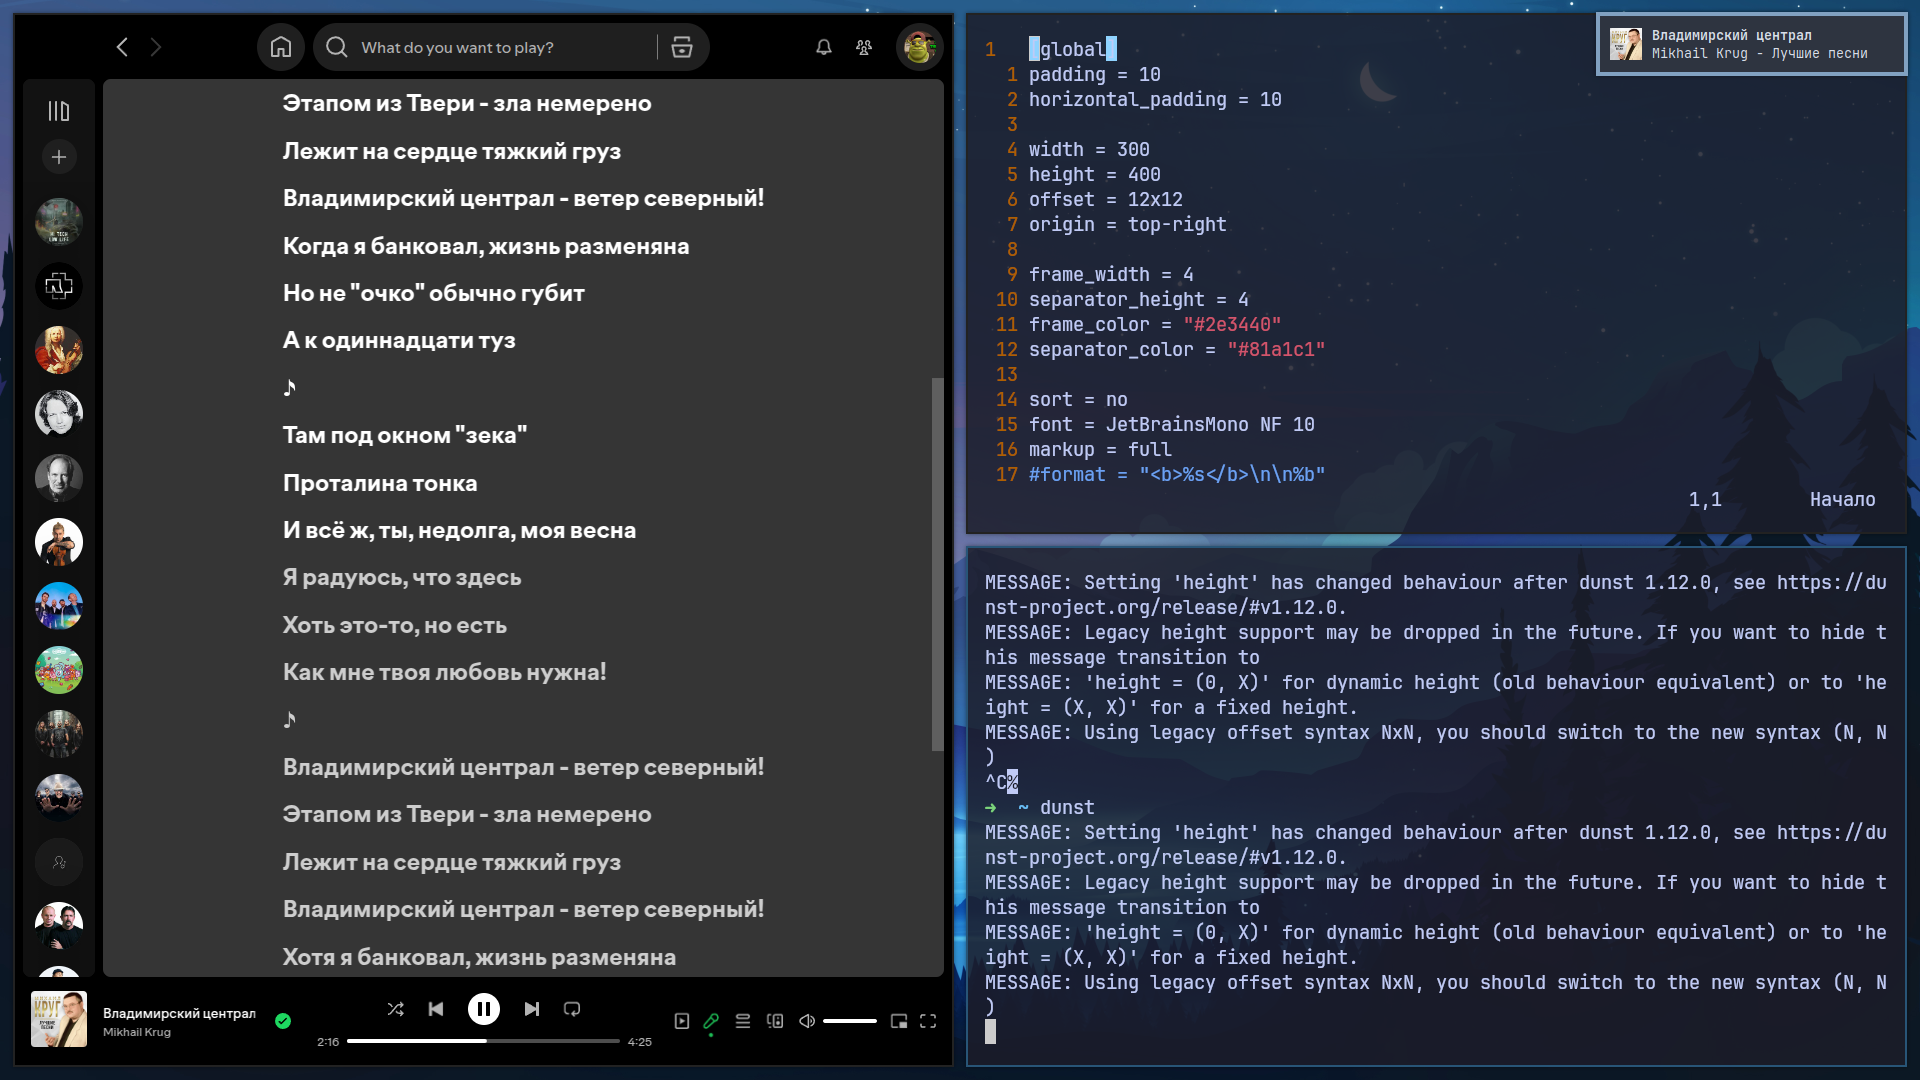 What do you want to play?
Этапом из Твери - зла немерено
Лежит на сердце тяжкий груз
Владимирский централ - ветер северный!
Когда я банковал, жизнь разменяна
Но не "очко" обычно губит
А к одиннадцати туз
♪
Там под окном "зека"
Проталина тонка
И всё ж, ты, недолга, моя весна
Я радуюсь, что здесь
Хоть это-то, но есть
Как мне твоя любовь нужна!
♪
Владимирский централ - ветер северный!
Этапом из Твери - зла немерено
Лежит на сердце тяжкий груз
Владимирский централ - ветер северный!
Хотя я банковал, жизнь разменяна
Владимирский централ
Mikhail Krug
2:16
4:25
1 [global]
1 padding = 10
2 horizontal_padding = 10
3
4 width = 300
5 height = 400
6 offset = 12x12
7 origin = top-right
8
9 frame_width = 4
10 separator_height = 4
11 frame_color = "#2e3440"
12 separator_color = "#81a1c1"
13
14 sort = no
15 font = JetBrainsMono NF 10
16 markup = full
17 #format = "<b>%s</b>\n\n%b"
1,1 Начало
Владимирский централ
Mikhail Krug - Лучшие песни
MESSAGE: Setting 'height' has changed behaviour after dunst 1.12.0, see https://du
nst-project.org/release/#v1.12.0.
MESSAGE: Legacy height support may be dropped in the future. If you want to hide t
his message transition to
MESSAGE: 'height = (0, X)' for dynamic height (old behaviour equivalent) or to 'he
ight = (X, X)' for a fixed height.
MESSAGE: Using legacy offset syntax NxN, you should switch to the new syntax (N, N
)
^C%
➜ ~ dunst
MESSAGE: Setting 'height' has changed behaviour after dunst 1.12.0, see https://du
nst-project.org/release/#v1.12.0.
MESSAGE: Legacy height support may be dropped in the future. If you want to hide t
his message transition to
MESSAGE: 'height = (0, X)' for dynamic height (old behaviour equivalent) or to 'he
ight = (X, X)' for a fixed height.
MESSAGE: Using legacy offset syntax NxN, you should switch to the new syntax (N, N
)